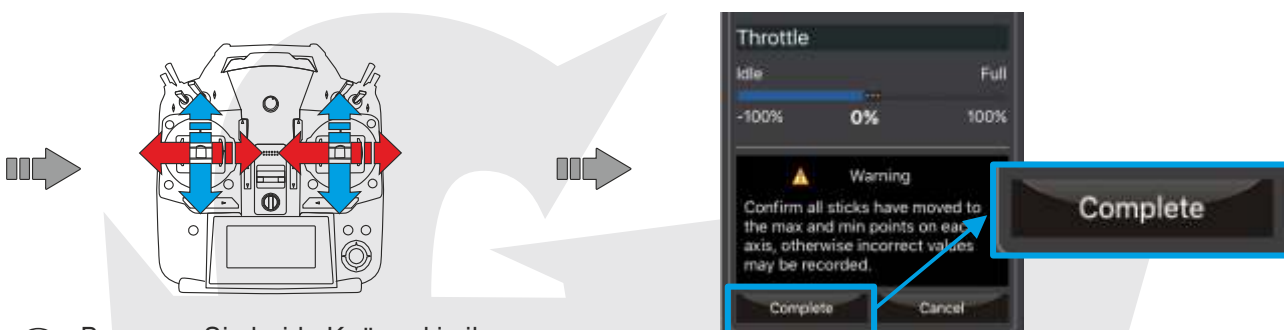 Throttle
Idle Full
-100% 0% 100%
Warning
Confirm all sticks have moved to
the max and min points on each
axis, otherwise incorrect values
may be recorded.
Complete Cancel
Complete